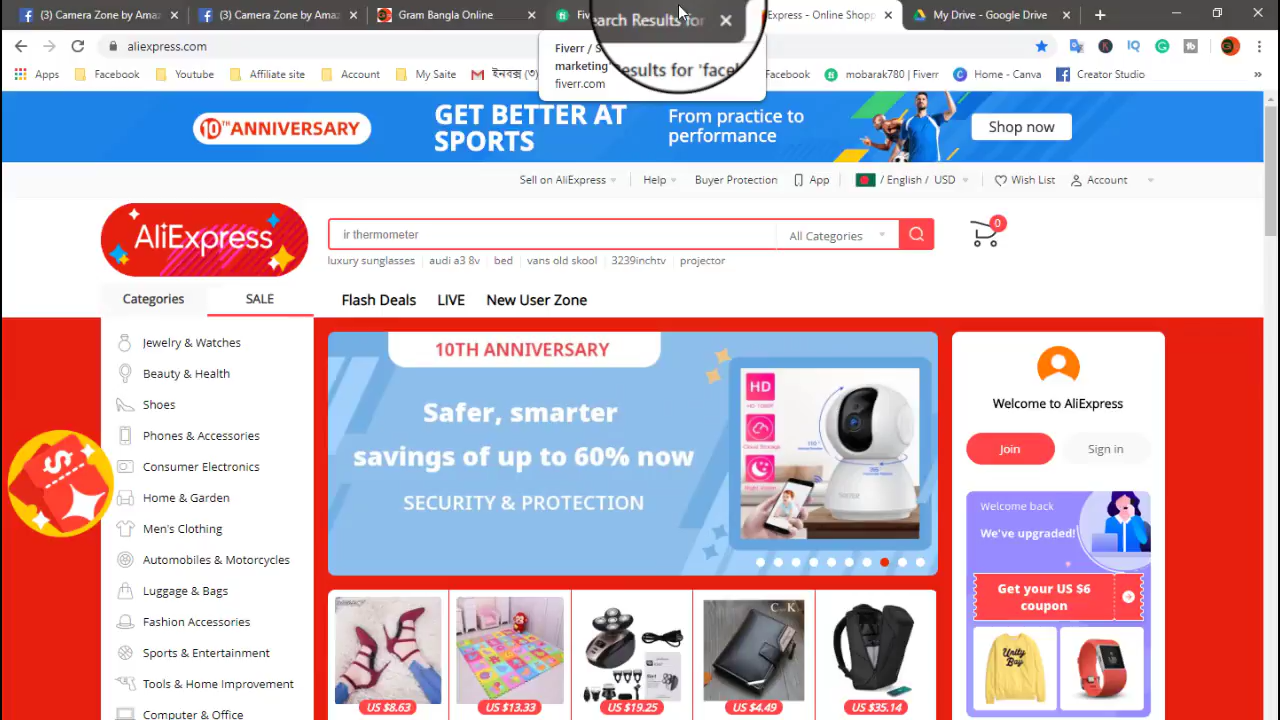 (3) Camera Zone by Amaz
(3) Camera Zone by Amaz
Gram Bangla Online
Fiv
earch Results for
Express - Online Shopp
My Drive - Google Drive
aliexpress.com
Fiverr / S
marketing'
fiverr.com
esults for 'facel
Apps
Facebook
Youtube
Affiliate site
Account
My Saite
ইনবক্স (৩)
Facebook
mobarak780 | Fiverr
Home - Canva
Creator Studio
10TH ANNIVERSARY
GET BETTER AT
SPORTS
From practice to
performance
Shop now
Sell on AliExpress
Help
Buyer Protection
App
/ English / USD
Wish List
Account
AliExpress
ir thermometer
All Categories
0
luxury sunglasses
audi a3 8v
bed
vans old skool
3239inchtv
projector
Categories
SALE
Flash Deals
LIVE
New User Zone
Jewelry & Watches
Beauty & Health
Shoes
Phones & Accessories
Consumer Electronics
Home & Garden
Men's Clothing
Automobiles & Motorcycles
Luggage & Bags
Fashion Accessories
Sports & Entertainment
Tools & Home Improvement
Computer & Office
10TH ANNIVERSARY
Safer, smarter
savings of up to 60% now
SECURITY & PROTECTION
HD
Cloud Storage
US $8.63
US $13.33
US $19.25
US $4.49
US $35.14
Welcome to AliExpress
Join
Sign in
Welcome back
We've upgraded!
Get your US $6
coupon
Unity
Boy